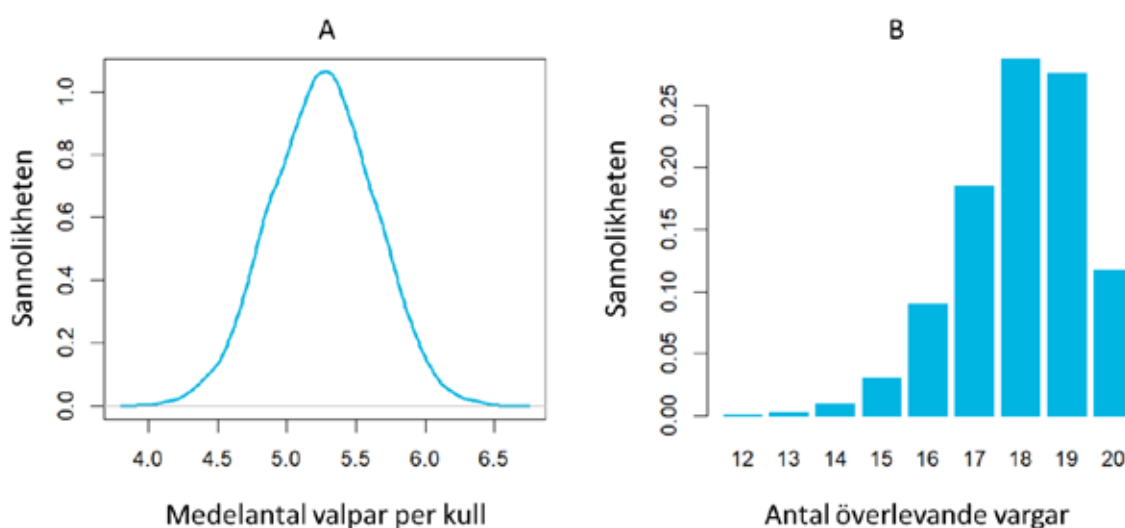 A
Sannolikheten
1.0
0.8
0.6
0.4
0.2
0.0
4.0 4.5 5.0 5.5 6.0 6.5
Medelantal valpar per kull
B
Sannolikheten
0.25
0.20
0.15
0.10
0.05
0.00
12 13 14 15 16 17 18 19 20
Antal överlevande vargar